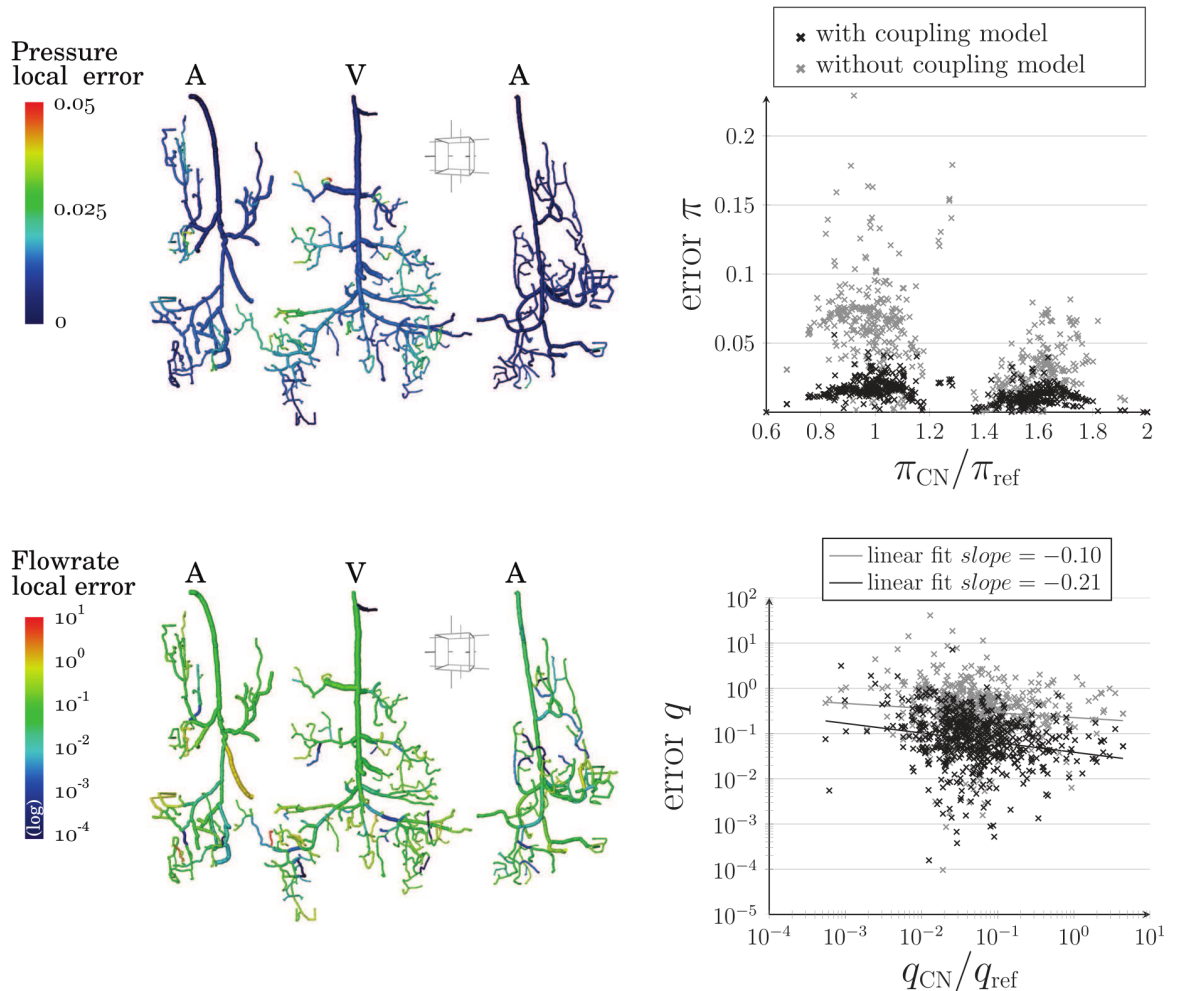 Pressure
local error
0.05
0.025
0
A
V
A
× with coupling model
× without coupling model
error π
0.2
0.15
0.1
0.05
0.6
0.8
1
1.2
1.4
1.6
1.8
2
π_CN/π_ref
Flowrate
local error
10^1
10^0
10^-1
10^-2
10^-3
10^-4
(log)
A
V
A
linear fit slope = −0.10
linear fit slope = −0.21
error q
10^2
10^1
10^0
10^−1
10^−2
10^−3
10^−4
10^−5
10^−4
10^−3
10^−2
10^−1
10^0
10^1
q_CN/q_ref